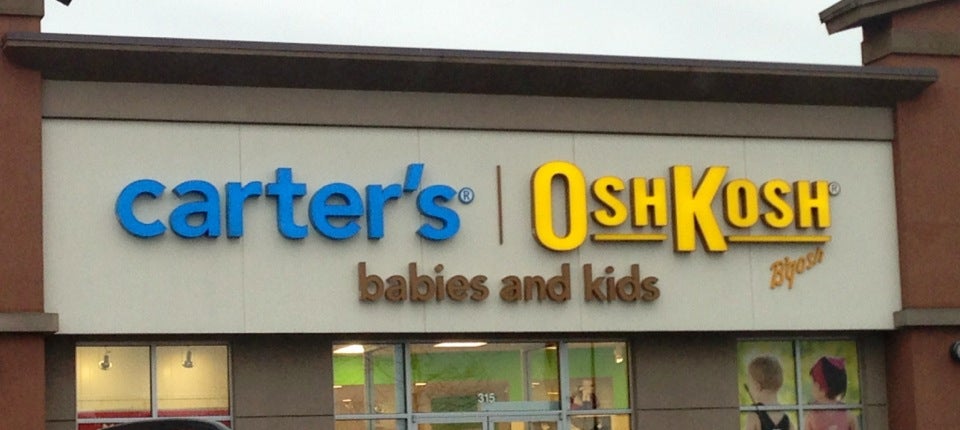 carter's® | OshKosh®
B'gosh
babies and kids
315